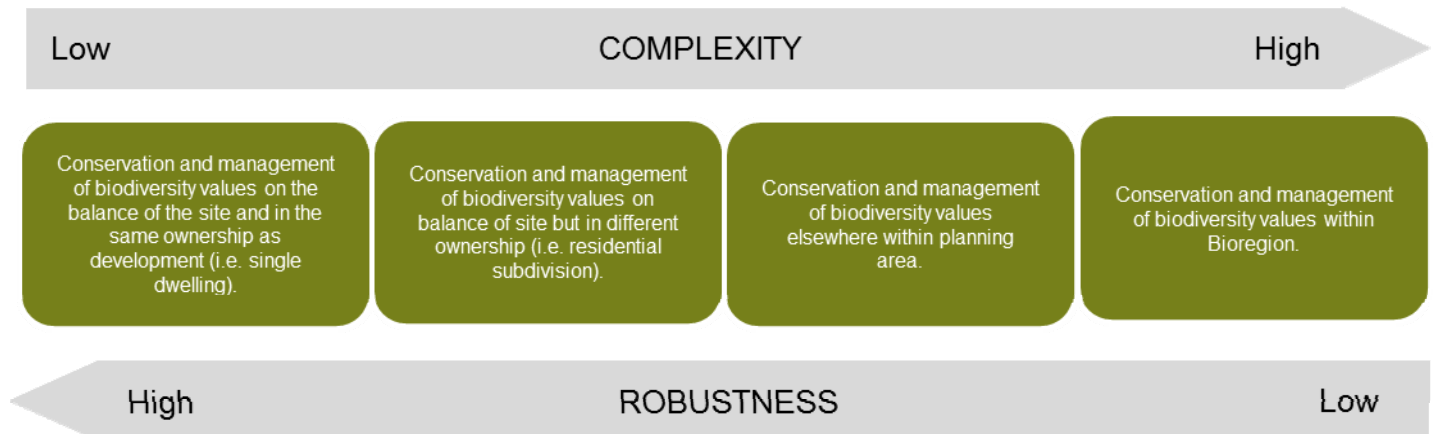 Low COMPLEXITY High
Conservation and management
of biodiversity values on the
balance of the site and in the
same ownership as
development (i.e. single
dwelling).
Conservation and management
of biodiversity values on
balance of site but in different
ownership (i.e. residential
subdivision).
Conservation and management
of biodiversity values
elsewhere within planning
area.
Conservation and management
of biodiversity values within
Bioregion.
High ROBUSTNESS Low